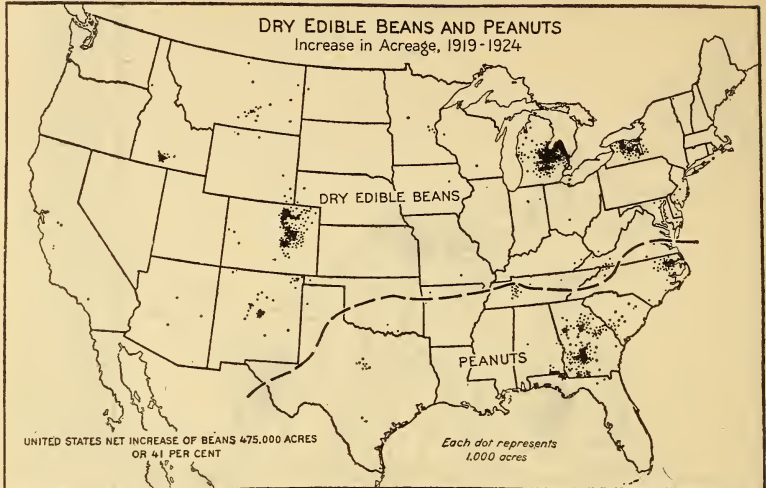 DRY EDIBLE BEANS AND PEANUTS
Increase in Acreage, 1919-1924
DRY EDIBLE BEANS
PEANUTS
UNITED STATES NET INCREASE OF BEANS 475,000 ACRES
OR 41 PER CENT
Each dot represents
1,000 acres